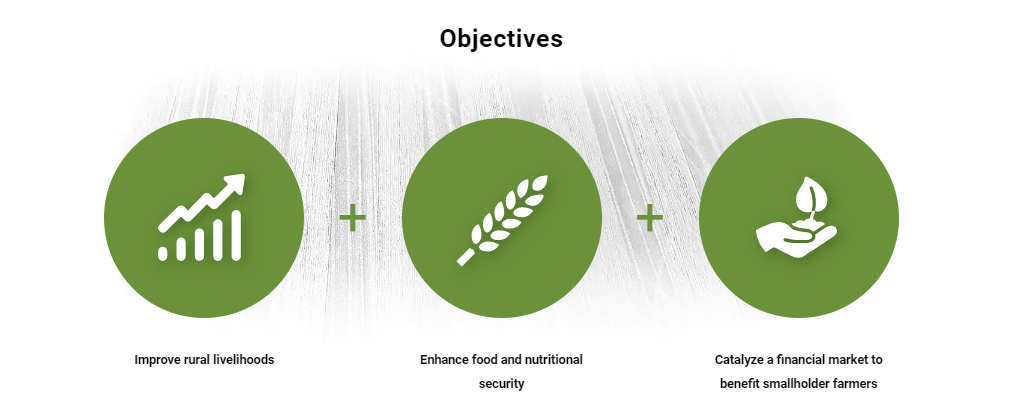 Objectives
Improve rural livelihoods
Enhance food and nutritional
security
Catalyze a financial market to
benefit smallholder farmers